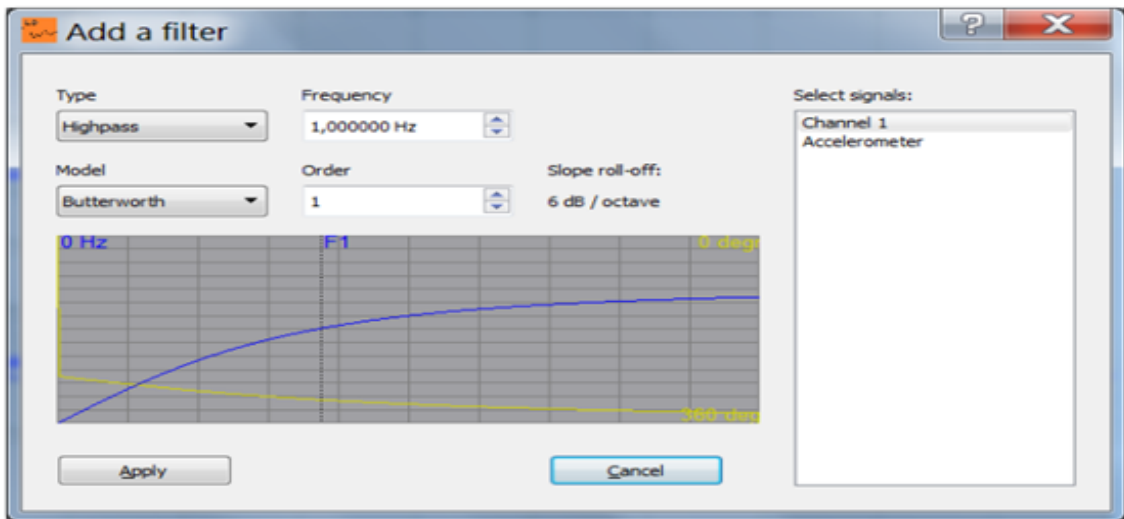 Add a filter
Type
Frequency
Select signals:
Highpass
1,000000 Hz
Channel 1
Accelerometer
Model
Order
Slope roll-off:
Butterworth
1
6 dB / octave
0 Hz
F1
0 degr
360 deg
Apply
Cancel